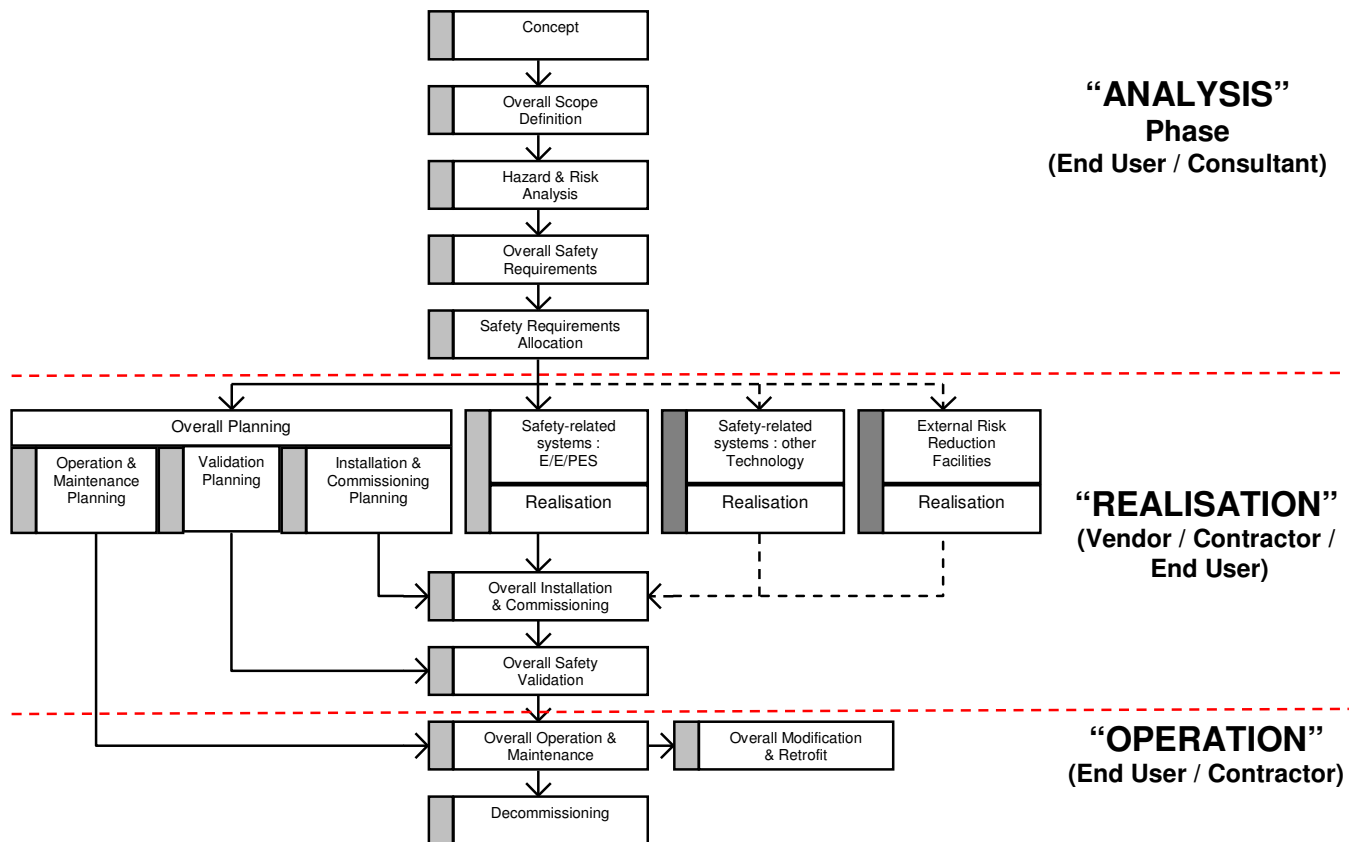 Concept
“ANALYSIS”
Phase
(End User / Consultant)
Overall Scope
Definition
Hazard & Risk
Analysis
Overall Safety
Requirements
Safety Requirements
Allocation
Overall Planning
Operation &
Maintenance
Planning
Validation
Planning
Installation &
Commissioning
Planning
Safety-related
systems :
E/E/PES
Realisation
Safety-related
systems : other
Technology
Realisation
External Risk
Reduction
Facilities
Realisation
“REALISATION”
(Vendor / Contractor /
End User)
Overall Installation
& Commissioning
Overall Safety
Validation
Overall Operation &
Maintenance
Overall Modification
& Retrofit
“OPERATION”
(End User / Contractor)
Decommissioning